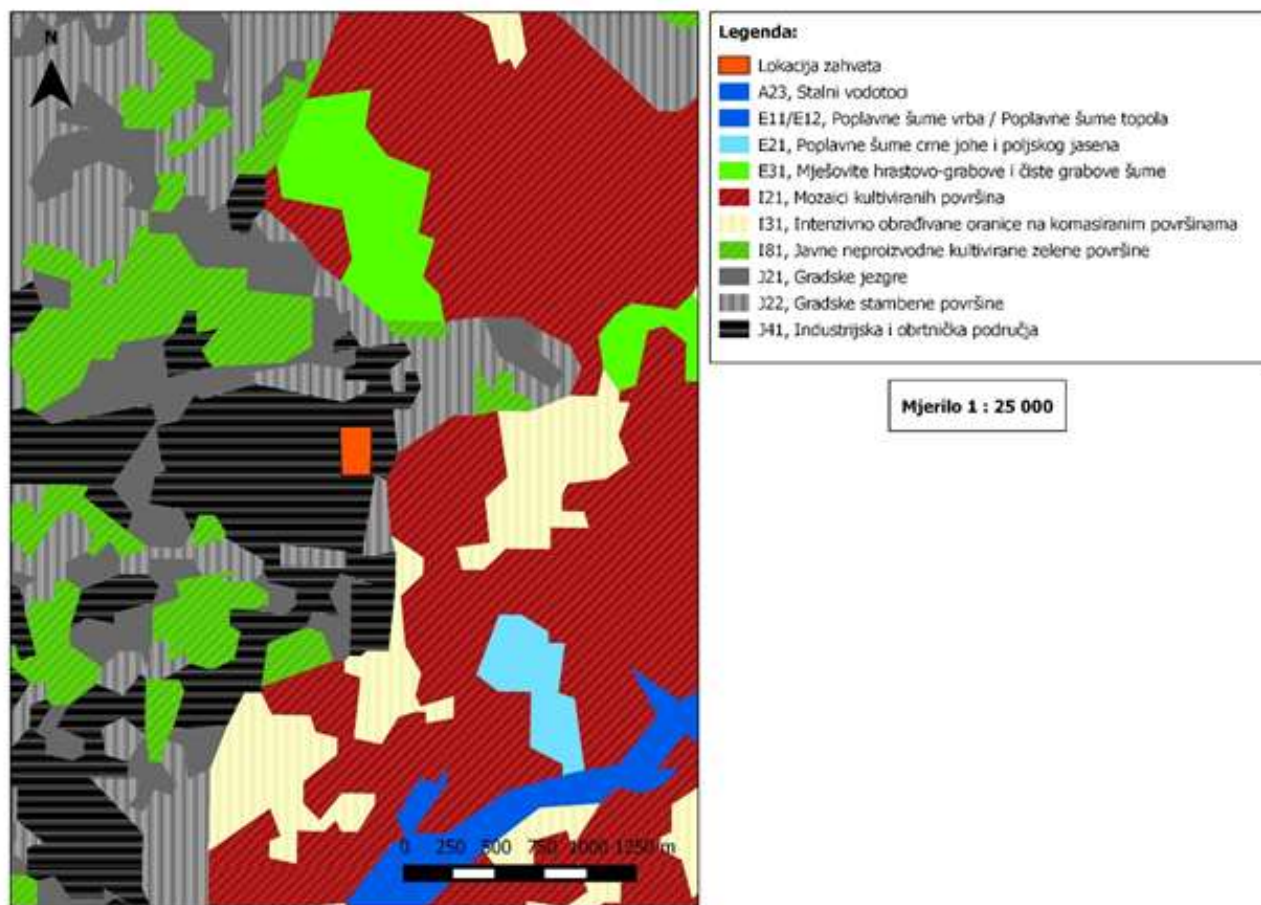 N
Legenda:
Lokacija zahvata
A23, Stalni vodotoci
E11/E12, Poplavne šume vrba / Poplavne šume topola
E21, Poplavne šume crne johe i poljskog jasena
E31, Mješovite hrastovo-grabove i čiste grabove šume
I21, Mozaici kultiviranih površina
I31, Intenzivno obrađivane oranice na komasiranim površinama
I81, Javne neproizvodne kultivirane zelene površine
J21, Gradske jezgre
J22, Gradske stambene površine
J41, Industrijska i obrtnička područja
Mjerilo 1 : 25 000
0 250 500 750 1000 1250 m